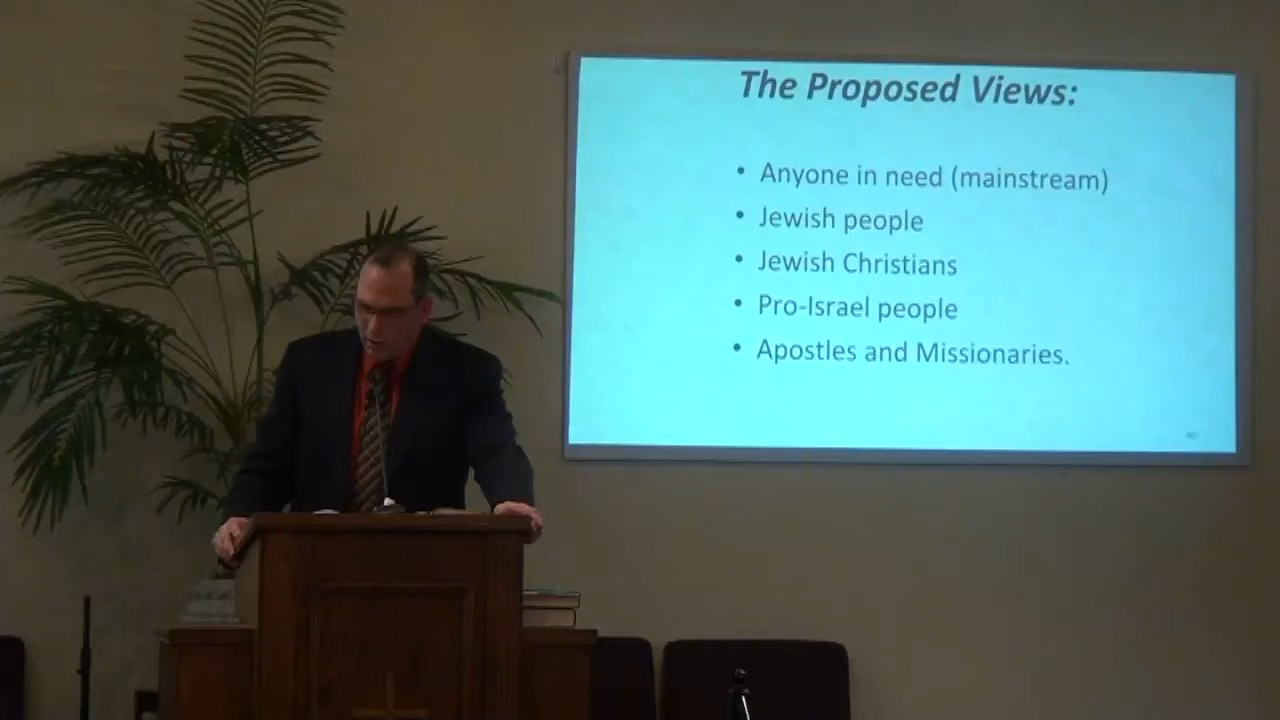 The Proposed Views:
• Anyone in need (mainstream)
• Jewish people
• Jewish Christians
• Pro-Israel people
• Apostles and Missionaries.